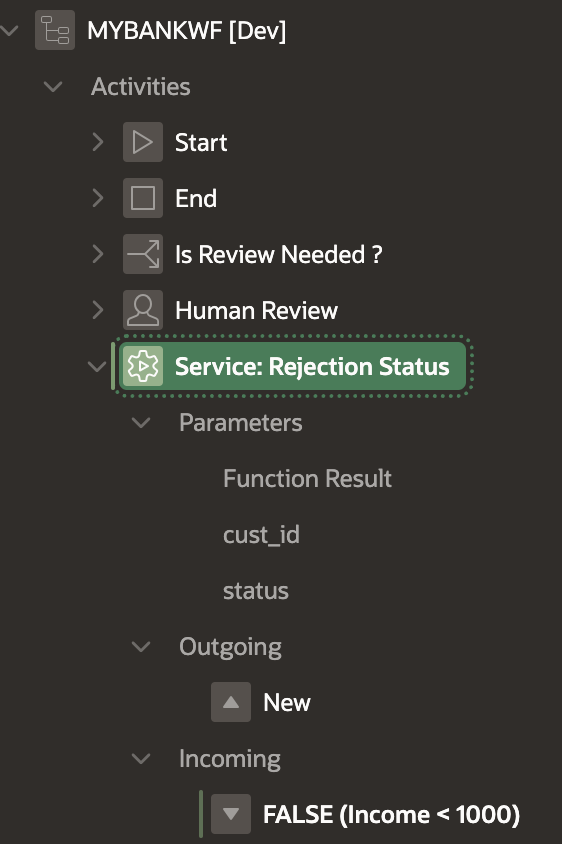 MYBANKWF [Dev]
Activities
Start
End
Is Review Needed ?
Human Review
Service: Rejection Status
Parameters
Function Result
cust_id
status
Outgoing
New
Incoming
FALSE (Income < 1000)